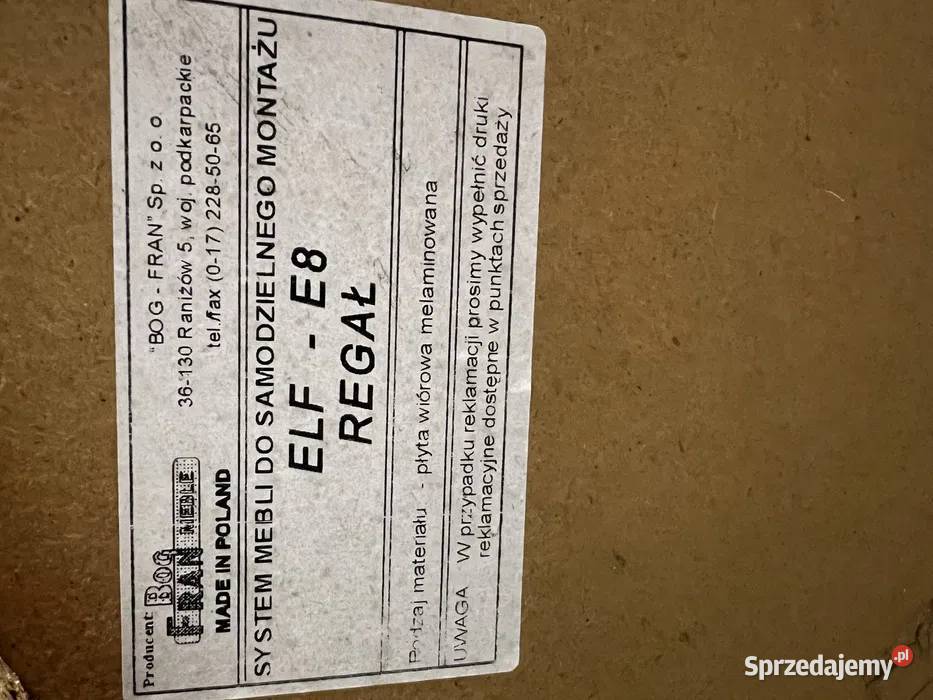 Producent:
BOG
FRAN MEBLE
MADE IN POLAND
"BOG - FRAN" Sp. z o. o
36-130 Raniżów 5, woj. podkarpackie
tel./fax (0-17) 228-50-65
SYSTEM MEBLI DO SAMODZIELNEGO MONTAŻU
ELF - E8
REGAŁ
Rodzaj materiału - płyta wiórowa melaminowana
UWAGA W przypadku reklamacji prosimy wypełnić druki
reklamacyjne dostępne w punktach sprzedaży
Sprzedajemy.pl